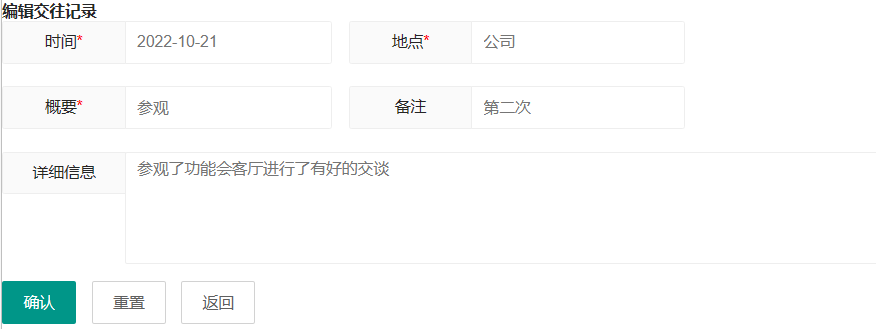 编辑交往记录
时间* 2022-10-21 地点* 公司
概要* 参观 备注 第二次
详细信息 参观了功能会客厅进行了有好的交谈
确认 重置 返回